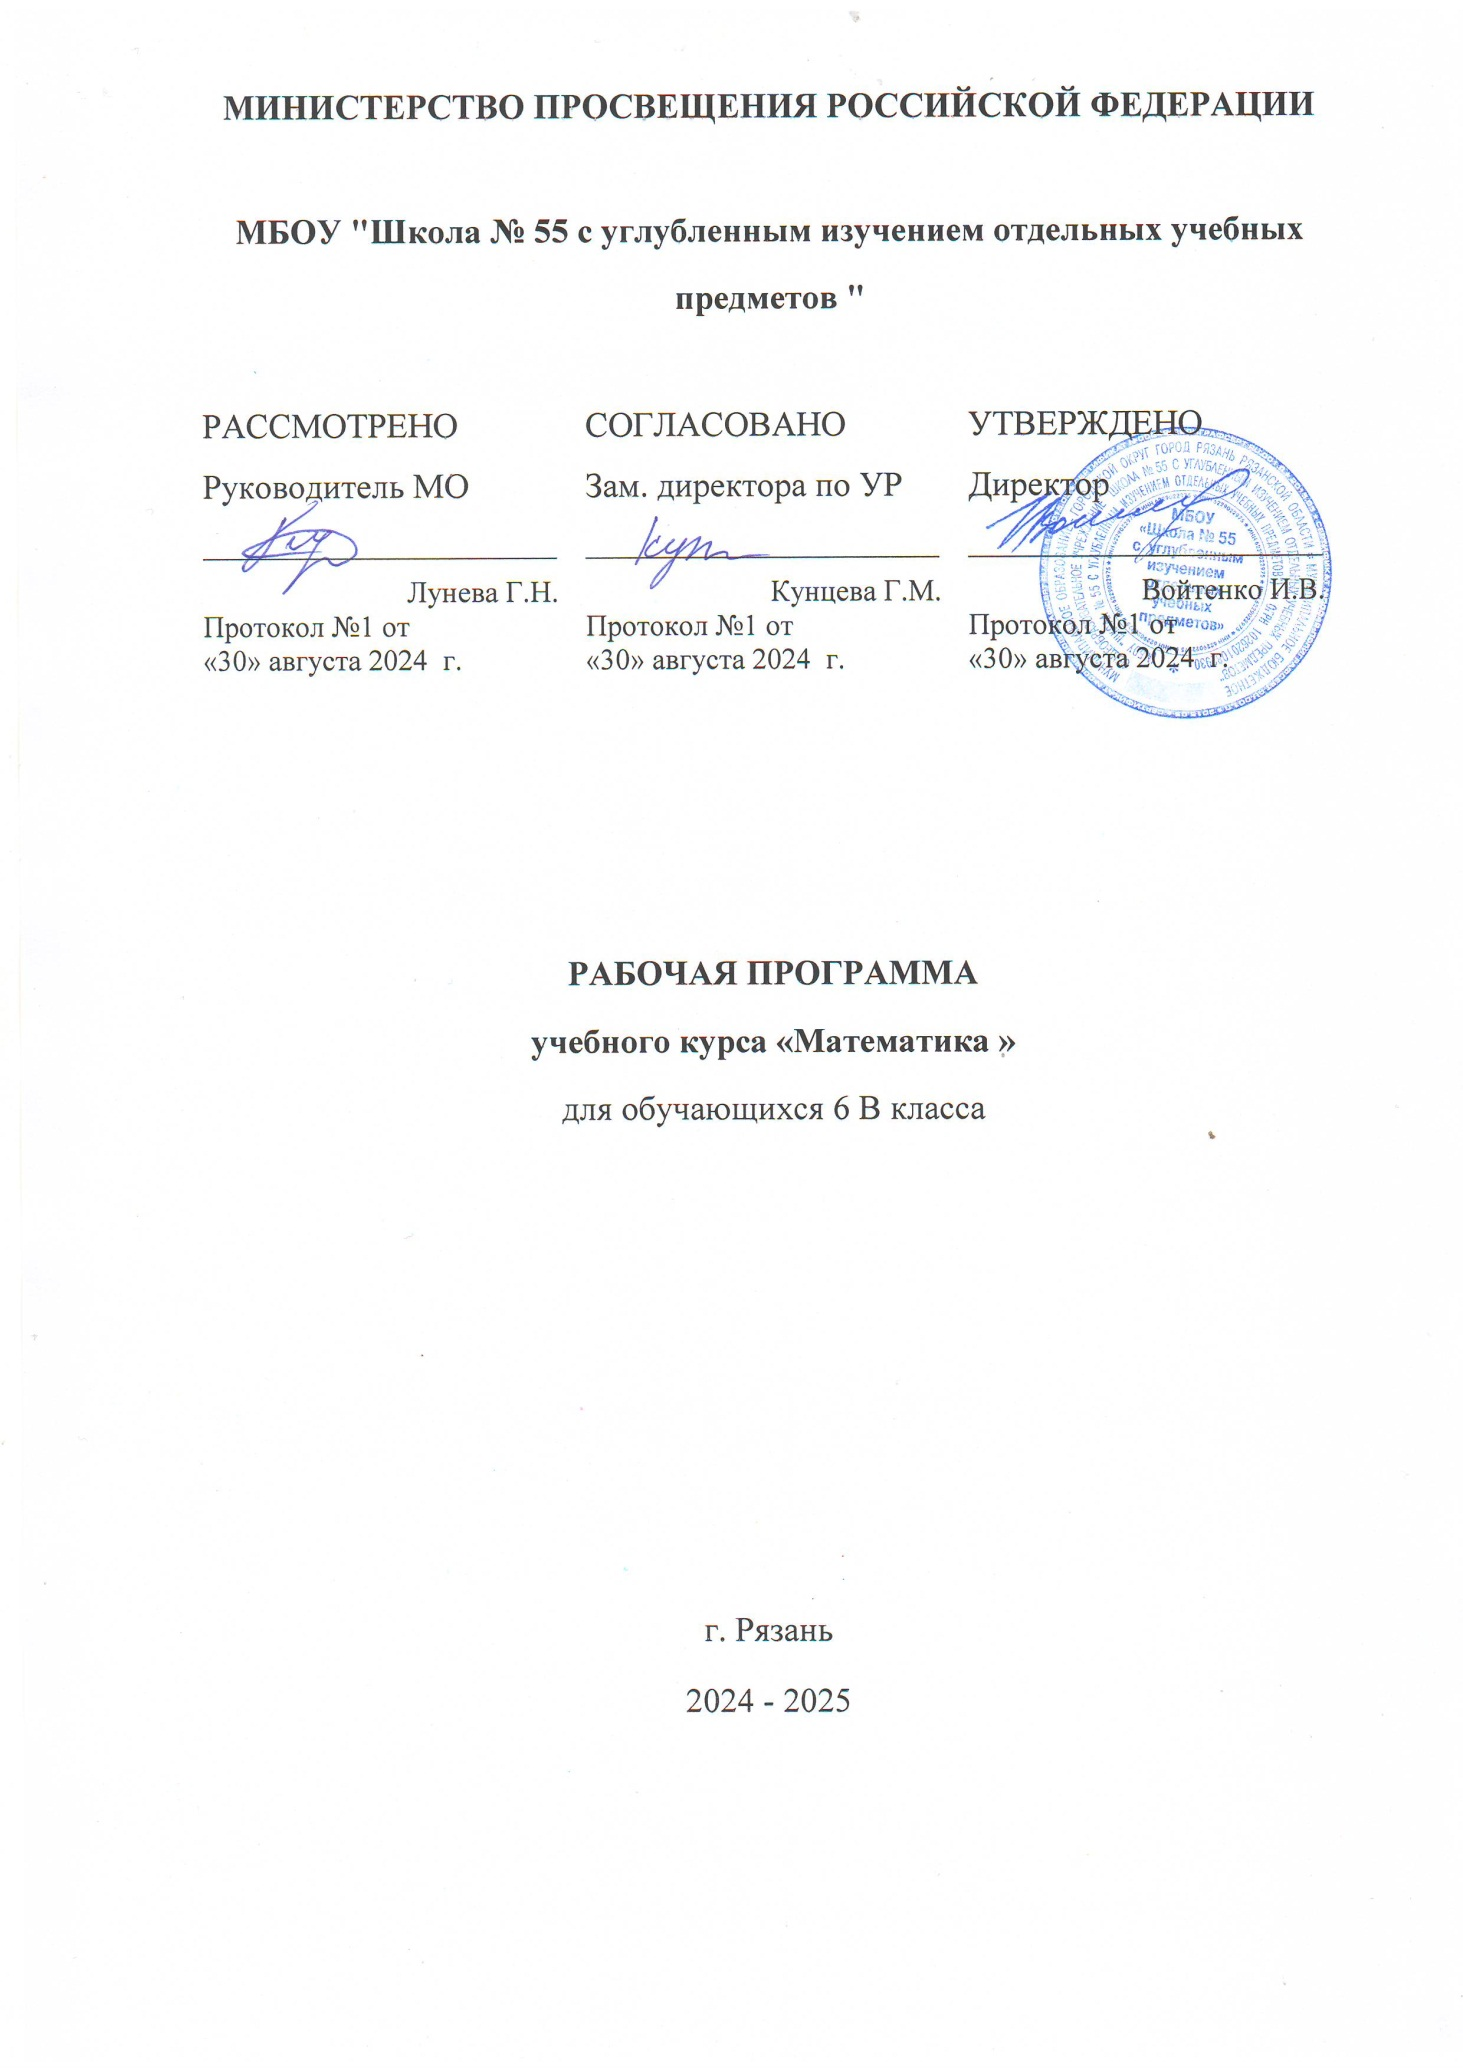 МИНИСТЕРСТВО ПРОСВЕЩЕНИЯ РОССИЙСКОЙ ФЕДЕРАЦИИ
МБОУ "Школа № 55 с углубленным изучением отдельных учебных
предметов "
РАССМОТРЕНО
Руководитель МО
Лунева Г.Н.
Протокол №1 от
«30» августа 2024 г.
СОГЛАСОВАНО
Зам. директора по УР
Кунцева Г.М.
Протокол №1 от
«30» августа 2024 г.
УТВЕРЖДЕНО
Директор
Войтенко И.В.
Протокол №1 от
«30» августа 2024 г.
МБОУ
«Школа № 55
с углубленным
изучением
учебных
предметов»
РАБОЧАЯ ПРОГРАММА
учебного курса «Математика »
для обучающихся 6 В класса
г. Рязань
2024 - 2025